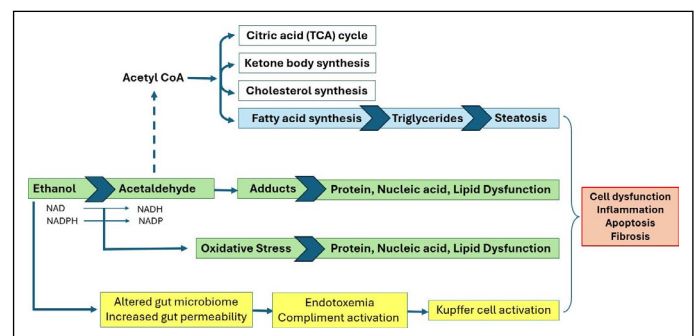 Citric acid (TCA) cycle
Ketone body synthesis
Acetyl CoA
Cholesterol synthesis
Fatty acid synthesis Triglycerides Steatosis
Ethanol Acetaldehyde Adducts Protein, Nucleic acid, Lipid Dysfunction
NAD NADH
NADPH NADP
Cell dysfunction
Inflammation
Apoptosis
Fibrosis
Oxidative Stress Protein, Nucleic acid, Lipid Dysfunction
Altered gut microbiome
Increased gut permeability
Endotoxemia
Compliment activation
Kupffer cell activation